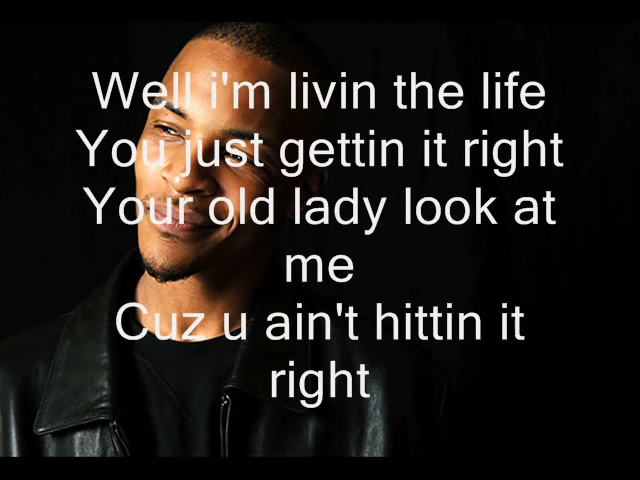 Well i'm livin the life
You just gettin it right
Your old lady look at
me
Cuz u ain't hittin it
right